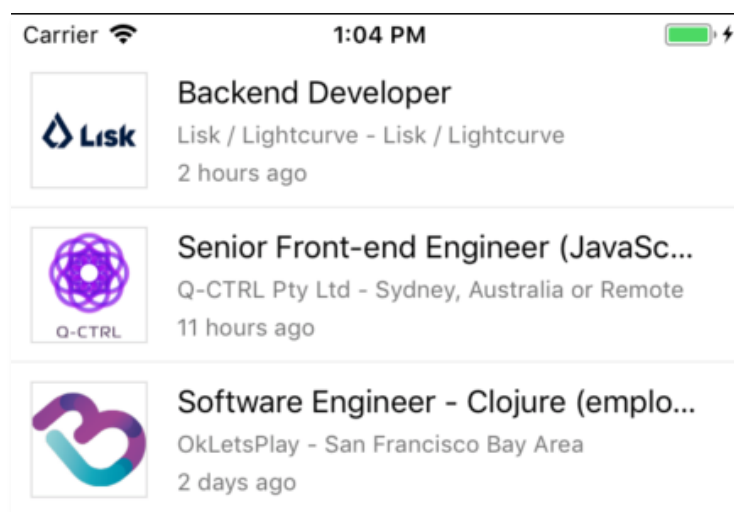 Carrier 1:04 PM
Lisk
Backend Developer
Lisk / Lightcurve - Lisk / Lightcurve
2 hours ago
Q-CTRL
Senior Front-end Engineer (JavaSc...
Q-CTRL Pty Ltd - Sydney, Australia or Remote
11 hours ago
Software Engineer - Clojure (emplo...
OkLetsPlay - San Francisco Bay Area
2 days ago